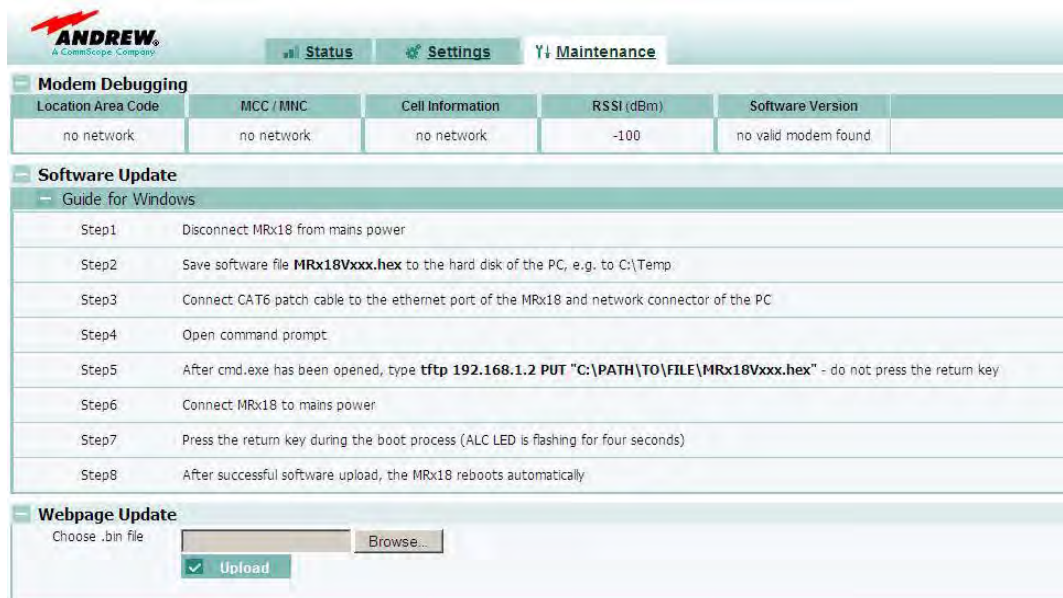 ANDREW.
A CommScope Company
Status Settings Maintenance
Modem Debugging
Location Area Code MCC / MNC Cell Information RSSI (dBm) Software Version
no network no network no network -100 no valid modem found
Software Update
Guide for Windows
Step1 Disconnect MRx18 from mains power
Step2 Save software file MRx18Vxxx.hex to the hard disk of the PC, e.g. to C:\Temp
Step3 Connect CAT6 patch cable to the ethernet port of the MRx18 and network connector of the PC
Step4 Open command prompt
Step5 After cmd.exe has been opened, type tftp 192.168.1.2 PUT "C:\PATH\TO\FILE\MRx18Vxxx.hex" - do not press the return key
Step6 Connect MRx18 to mains power
Step7 Press the return key during the boot process (ALC LED is flashing for four seconds)
Step8 After successful software upload, the MRx18 reboots automatically
Webpage Update
Choose .bin file Browse...
Upload